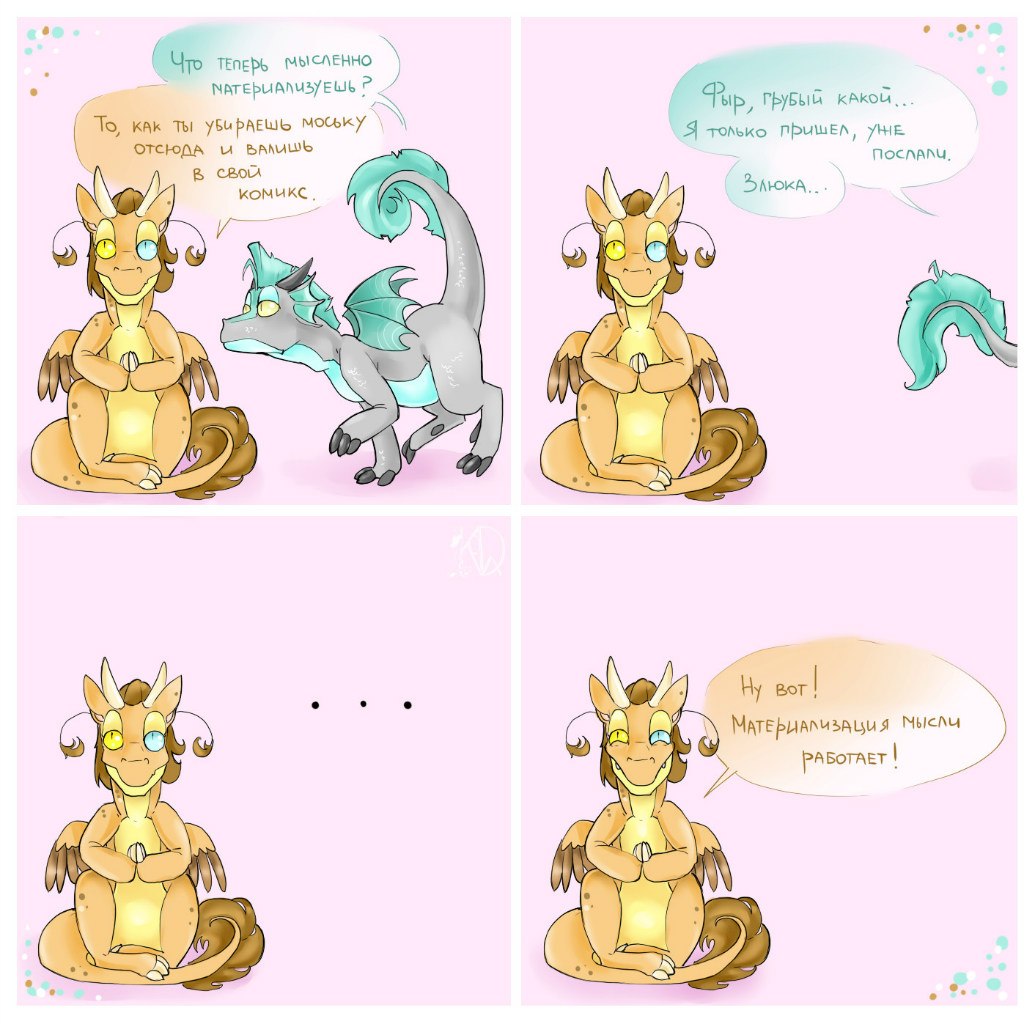 Что теперь мысленно
материализуешь?
То, как ты убираешь моську
отсюда и валишь
в свой
комикс.
Фыр, грубый какой...
Я только пришел, уже
послали.
Злюка...
. . .
Ну вот!
Материализация мысли
работает!